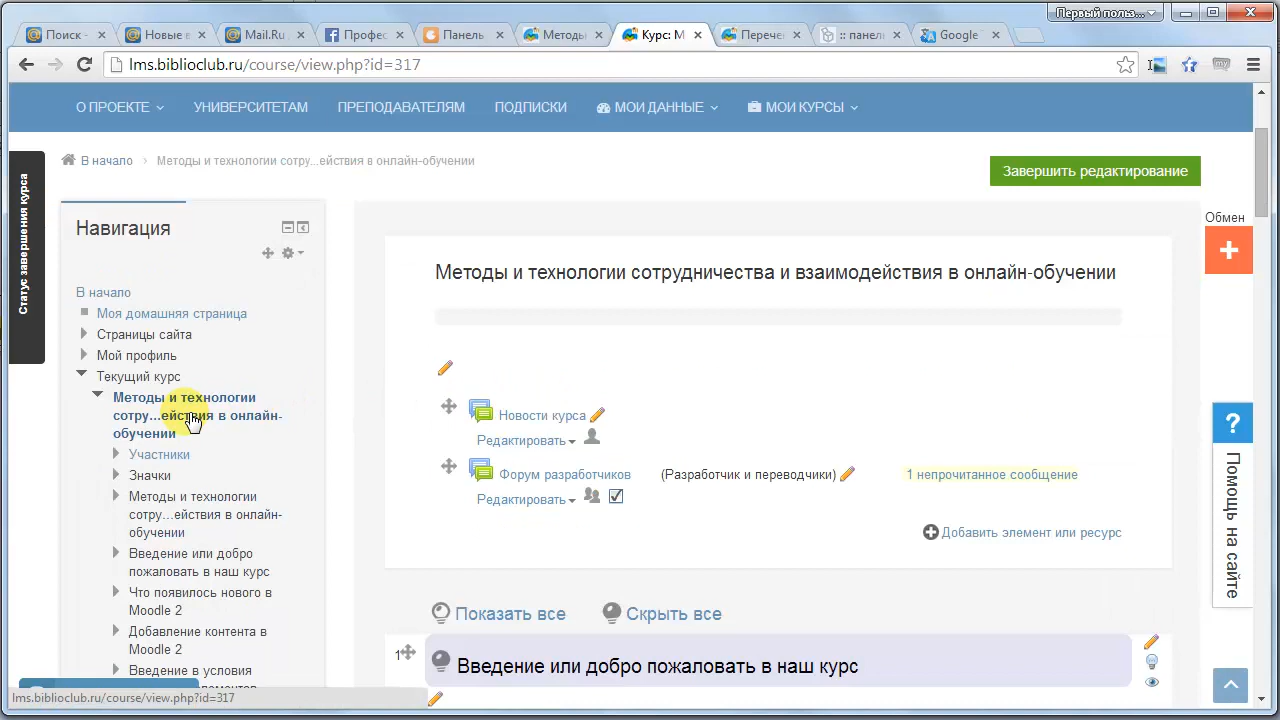 Первый польз...
Поиск -
Новые в
Mail.Ru
Профес
Панель
Методы
Курс: М
Перече
:: панель
Google
lms.biblioclub.ru/course/view.php?id=317
О ПРОЕКТЕ
УНИВЕРСИТЕТАМ
ПРЕПОДАВАТЕЛЯМ
ПОДПИСКИ
МОИ ДАННЫЕ
МОИ КУРСЫ
В начало
Методы и технологии сотру...ействия в онлайн-обучении
Завершить редактирование
Статус завершения курса
Обмен
Навигация
В начало
Моя домашняя страница
Страницы сайта
Мой профиль
Текущий курс
Методы и технологии
сотру...ействия в онлайн-
обучении
Участники
Значки
Методы и технологии
сотру...ействия в онлайн-
обучении
Введение или добро
пожаловать в наш курс
Что появилось нового в
Moodle 2
Добавление контента в
Moodle 2
Введение в условия
Методы и технологии сотрудничества и взаимодействия в онлайн-обучении
Новости курса
Редактировать
Форум разработчиков
(Разработчик и переводчики)
1 непрочитанное сообщение
Редактировать
Добавить элемент или ресурс
Показать все
Скрыть все
1
Введение или добро пожаловать в наш курс
?
Помощь на сайте
lms.biblioclub.ru/course/view.php?id=317